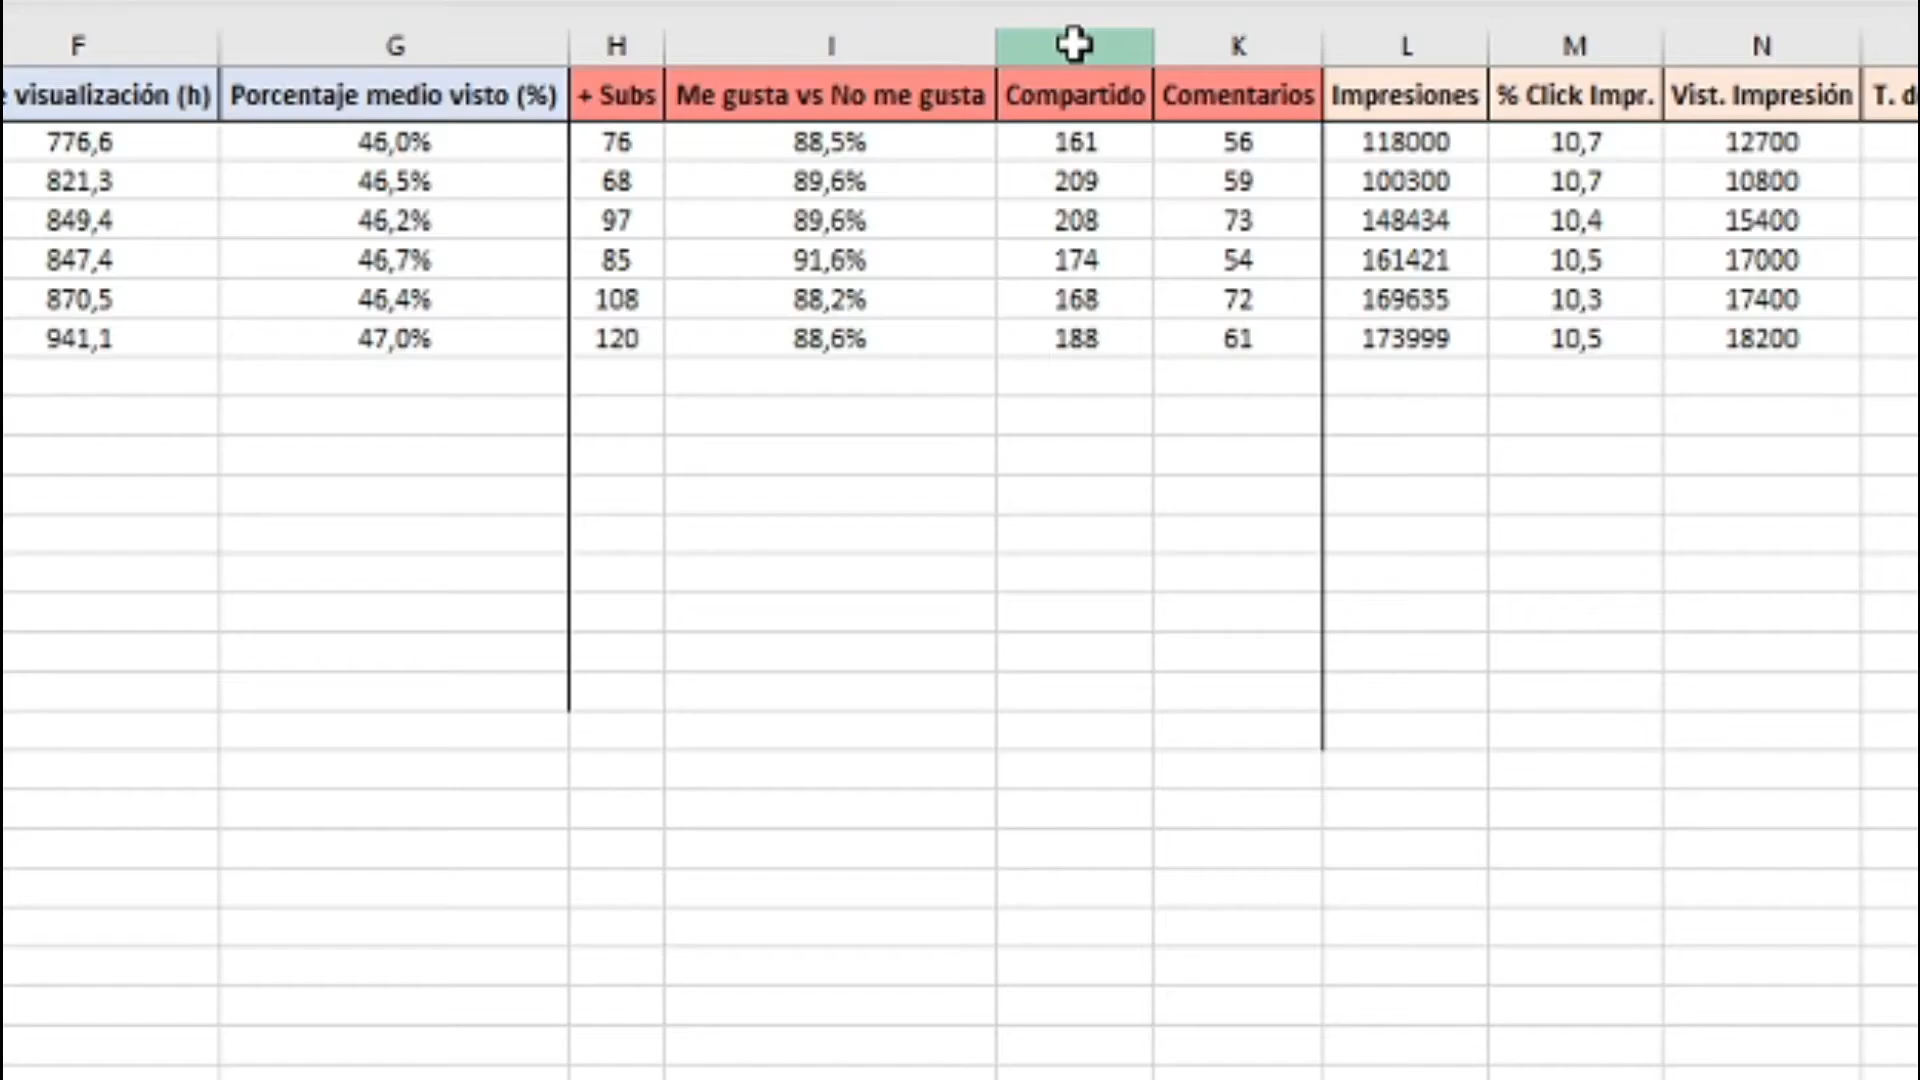 F G H I K L M N
e visualización (h) Porcentaje medio visto (%) + Subs Me gusta vs No me gusta Compartido Comentarios Impresiones % Click Impr. Vist. Impresión T. d
776,6 46,0% 76 88,5% 161 56 118000 10,7 12700
821,3 46,5% 68 89,6% 209 59 100300 10,7 10800
849,4 46,2% 97 89,6% 208 73 148434 10,4 15400
847,4 46,7% 85 91,6% 174 54 161421 10,5 17000
870,5 46,4% 108 88,2% 168 72 169635 10,3 17400
941,1 47,0% 120 88,6% 188 61 173999 10,5 18200